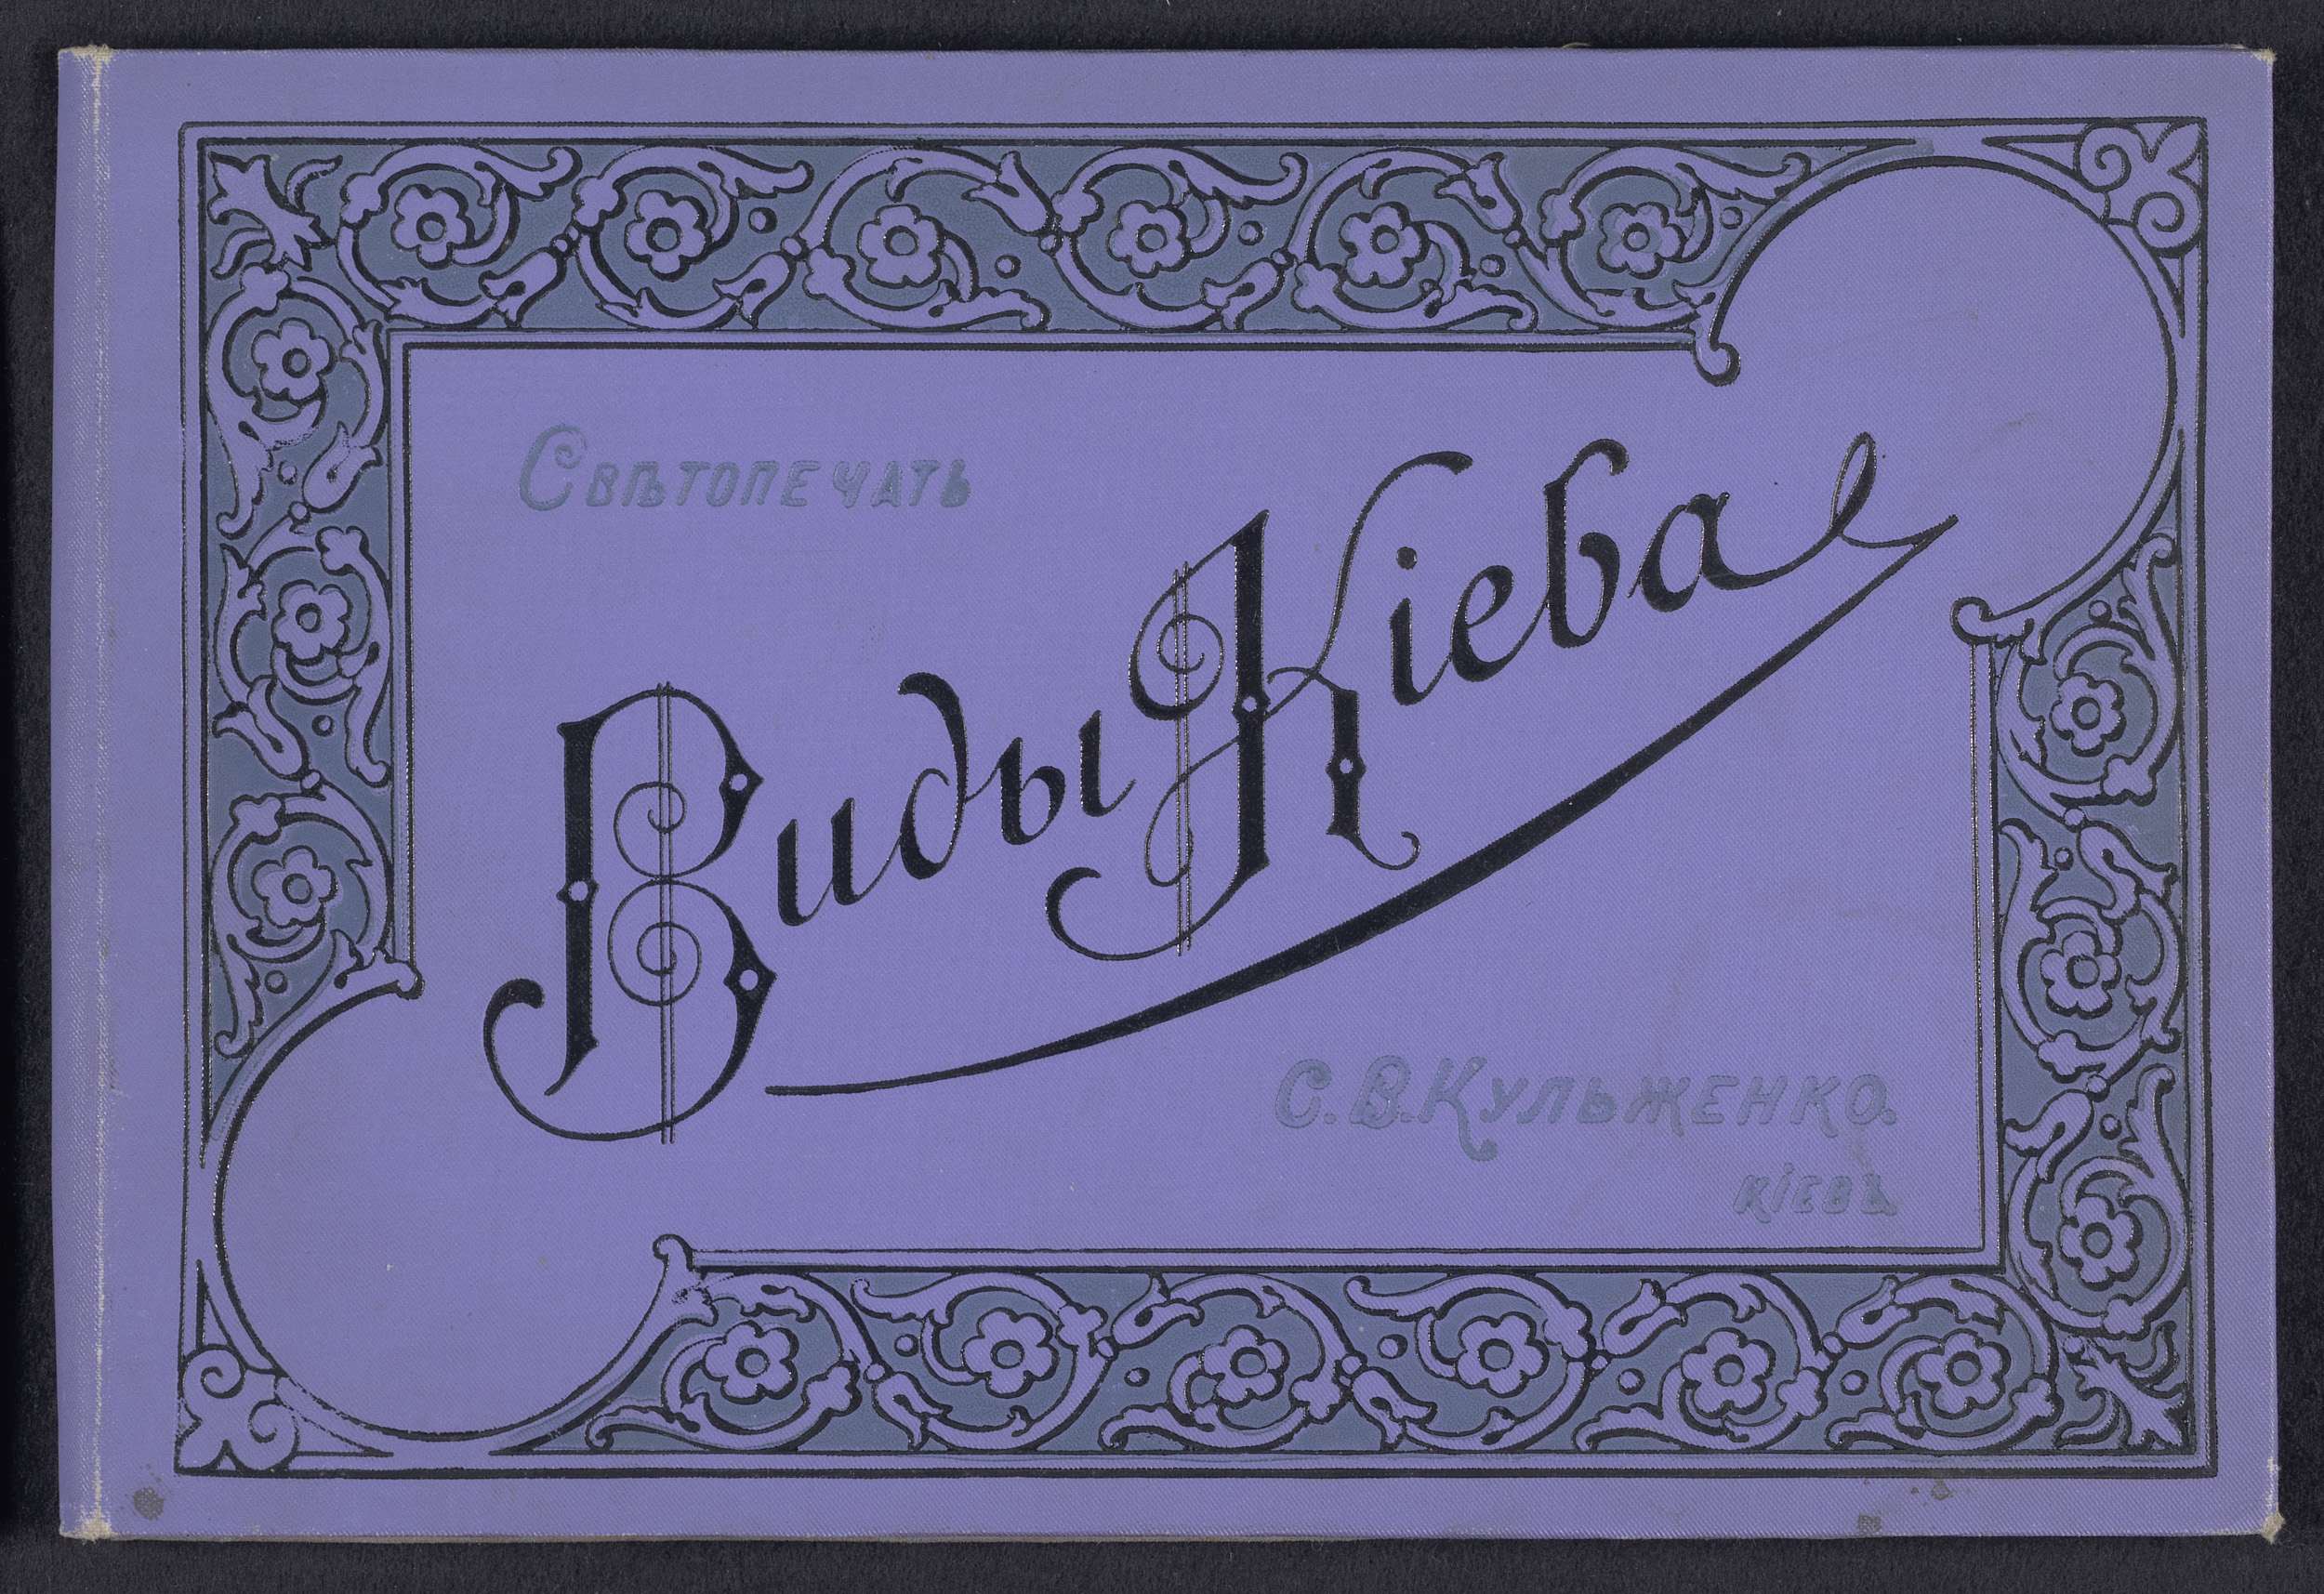 Свѣтопечать
Виды Кіева
С.В.Кульженко.
Кіевъ